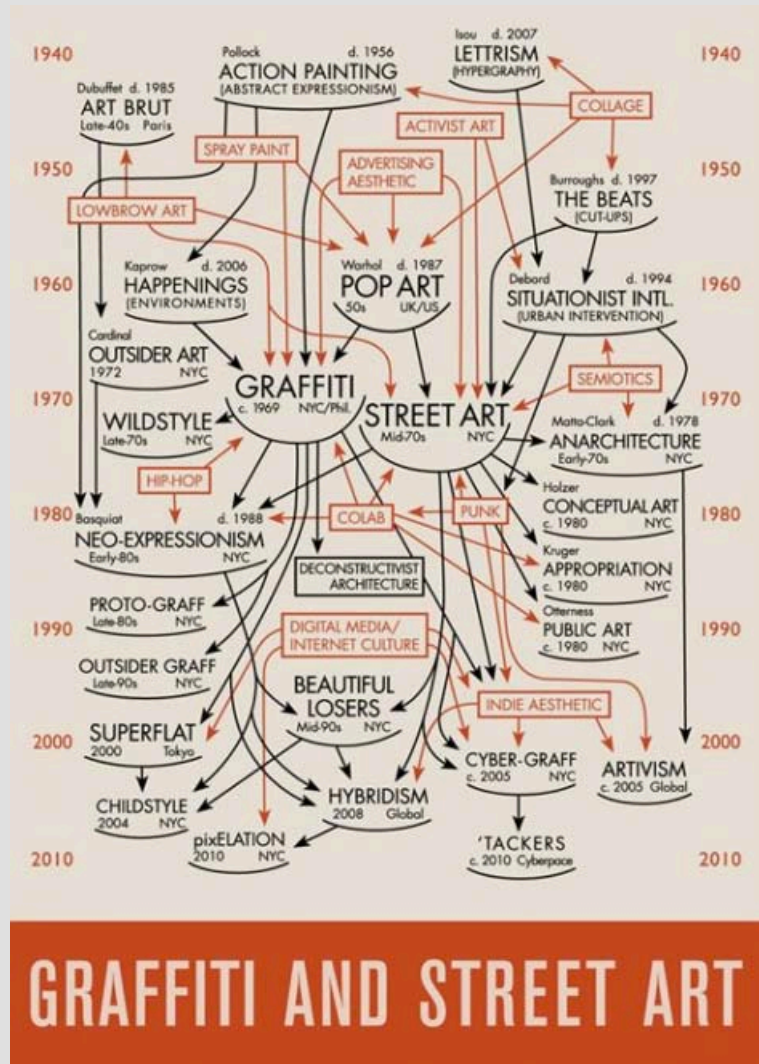 1940
Pollock d. 1956
ACTION PAINTING
(ABSTRACT EXPRESSIONISM)
Isou d. 2007
LETTRISM
(HYPERGRAPHY)
1940
Dubuffet d. 1985
ART BRUT
Late-40s Paris
COLLAGE
ACTIVIST ART
SPRAY PAINT
ADVERTISING
AESTHETIC
1950
1950
Burroughs d. 1997
THE BEATS
(CUT-UPS)
LOWBROW ART
Kaprow d. 2006
HAPPENINGS
(ENVIRONMENTS)
Warhol d. 1987
POP ART
50s UK/US
Debord d. 1994
SITUATIONIST INTL.
(URBAN INTERVENTION)
1960
1960
Cardinal
OUTSIDER ART
1972 NYC
GRAFFITI
c. 1969 NYC/Phil.
SEMIOTICS
1970
1970
STREET ART
Mid-70s NYC
WILDSTYLE
Late-70s NYC
Matta-Clark d. 1978
ANARCHITECTURE
Early-70s NYC
HIP-HOP
Holzer
CONCEPTUAL ART
c. 1980 NYC
1980
1980
COLAB
PUNK
Basquiat d. 1988
NEO-EXPRESSIONISM
Early-80s NYC
Kruger
APPROPRIATION
c. 1980 NYC
DECONSTRUCTIVIST
ARCHITECTURE
PROTO-GRAFF
Late-80s NYC
Otterness
PUBLIC ART
c. 1980 NYC
1990
1990
DIGITAL MEDIA/
INTERNET CULTURE
OUTSIDER GRAFF
Late-90s NYC
BEAUTIFUL
LOSERS
Mid-90s NYC
INDIE AESTHETIC
2000
2000
SUPERFLAT
2000 Tokyo
CYBER-GRAFF
c. 2005 NYC
ARTIVISM
c. 2005 Global
CHILDSTYLE
2004 NYC
HYBRIDISM
2008 Global
pixELATION
2010 NYC
'TACKERS
c. 2010 Cyberpace
2010
2010
GRAFFITI AND STREET ART